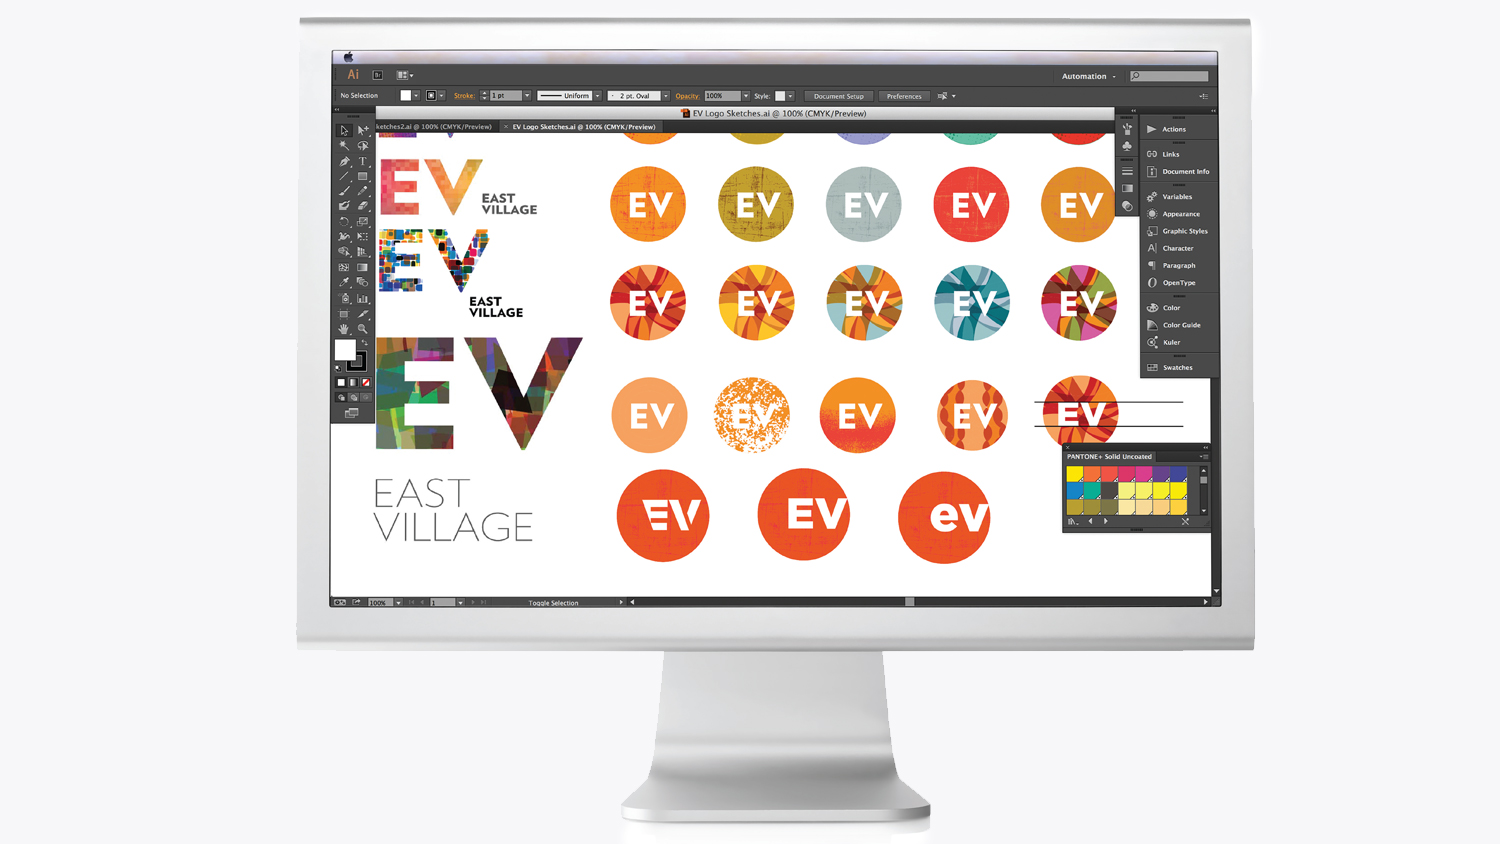 Ai
Br
Automation
No Selection
Stroke:
1 pt
Uniform
2 pt. Oval
Opacity:
100%
Style:
Document Setup
Preferences
EV Logo Sketches.ai @ 100% (CMYK/Preview)
ketches2.ai @ 100% (CMYK/Preview)
× EV Logo Sketches.ai @ 100% (CMYK/Preview)
EV
EAST
VILLAGE
EV
EAST
VILLAGE
EV
EAST
VILLAGE
EV EV EV EV EV
EV EV EV EV EV
EV EV EV EV EV
EV EV ev
Actions
Links
Document Info
Variables
Appearance
Graphic Styles
Character
Paragraph
OpenType
Color
Color Guide
Kuler
Swatches
PANTONE+ Solid Uncoated
100%
1
Toggle Selection